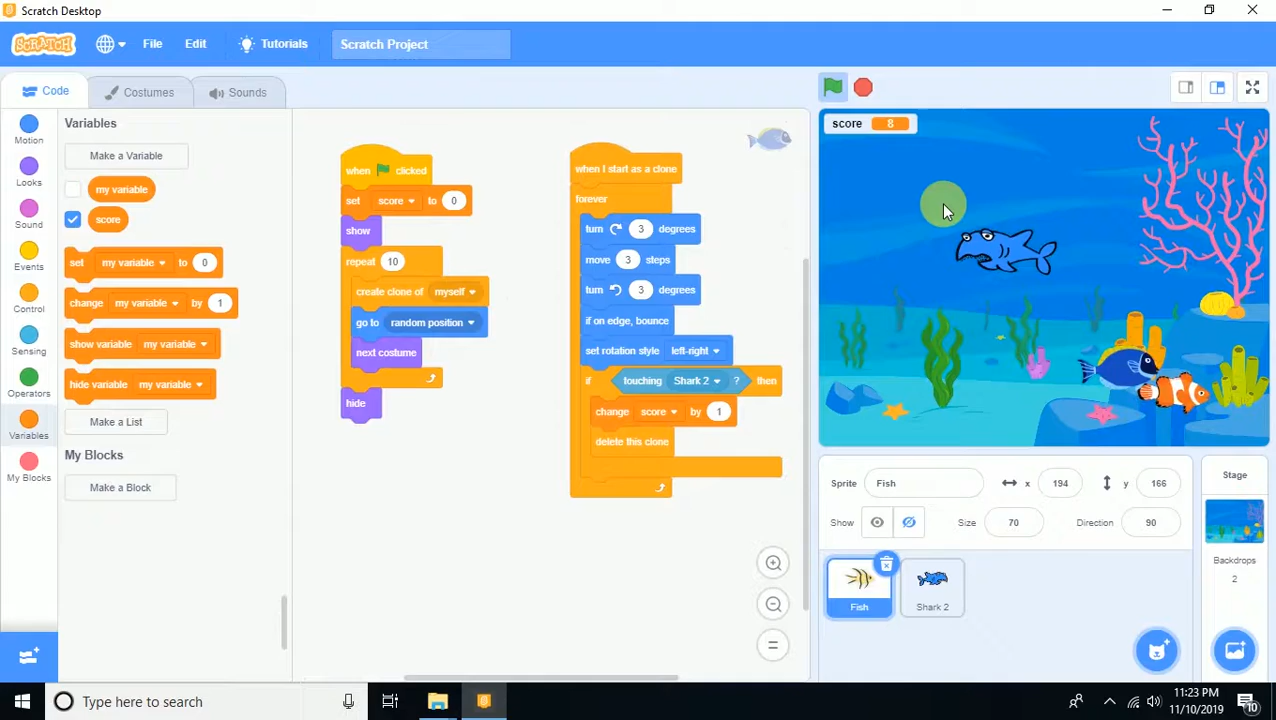 Scratch Desktop
SCRATCH
File
Edit
Tutorials
Scratch Project
Code
Costumes
Sounds
Motion
Looks
Sound
Events
Control
Sensing
Operators
Variables
My Blocks
Variables
Make a Variable
my variable
score
set my variable to 0
change my variable by 1
show variable my variable
hide variable my variable
Make a List
My Blocks
Make a Block
when clicked
set score to 0
show
repeat 10
create clone of myself
go to random position
next costume
hide
when I start as a clone
forever
turn 3 degrees
move 3 steps
turn 3 degrees
if on edge, bounce
set rotation style left-right
if touching Shark 2 ? then
change score by 1
delete this clone
score 8
Sprite Fish x 194 y 166
Show Size 70 Direction 90
Fish
Shark 2
Stage
Backdrops
2
Type here to search
11:23 PM
11/10/2019
10